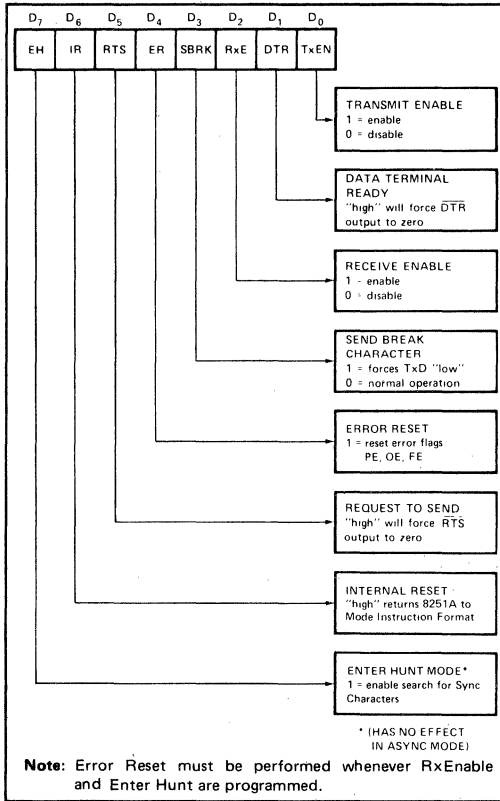 D7 D6 D5 D4 D3 D2 D1 D0
EH IR RTS ER SBRK RxE DTR TxEN
TRANSMIT ENABLE
1 = enable
0 = disable
DATA TERMINAL
READY
"high" will force D̅T̅R̅
output to zero
RECEIVE ENABLE
1 - enable
0 = disable
SEND BREAK
CHARACTER
1 = forces TxD "low"
0 = normal operation
ERROR RESET
1 = reset error flags
PE, OE, FE
REQUEST TO SEND
"high" will force R̅T̅S̅
output to zero
INTERNAL RESET
"high" returns 8251A to
Mode Instruction Format
ENTER HUNT MODE*
1 = enable search for Sync
Characters
* (HAS NO EFFECT
IN ASYNC MODE)
Note: Error Reset must be performed whenever RxEnable
and Enter Hunt are programmed.